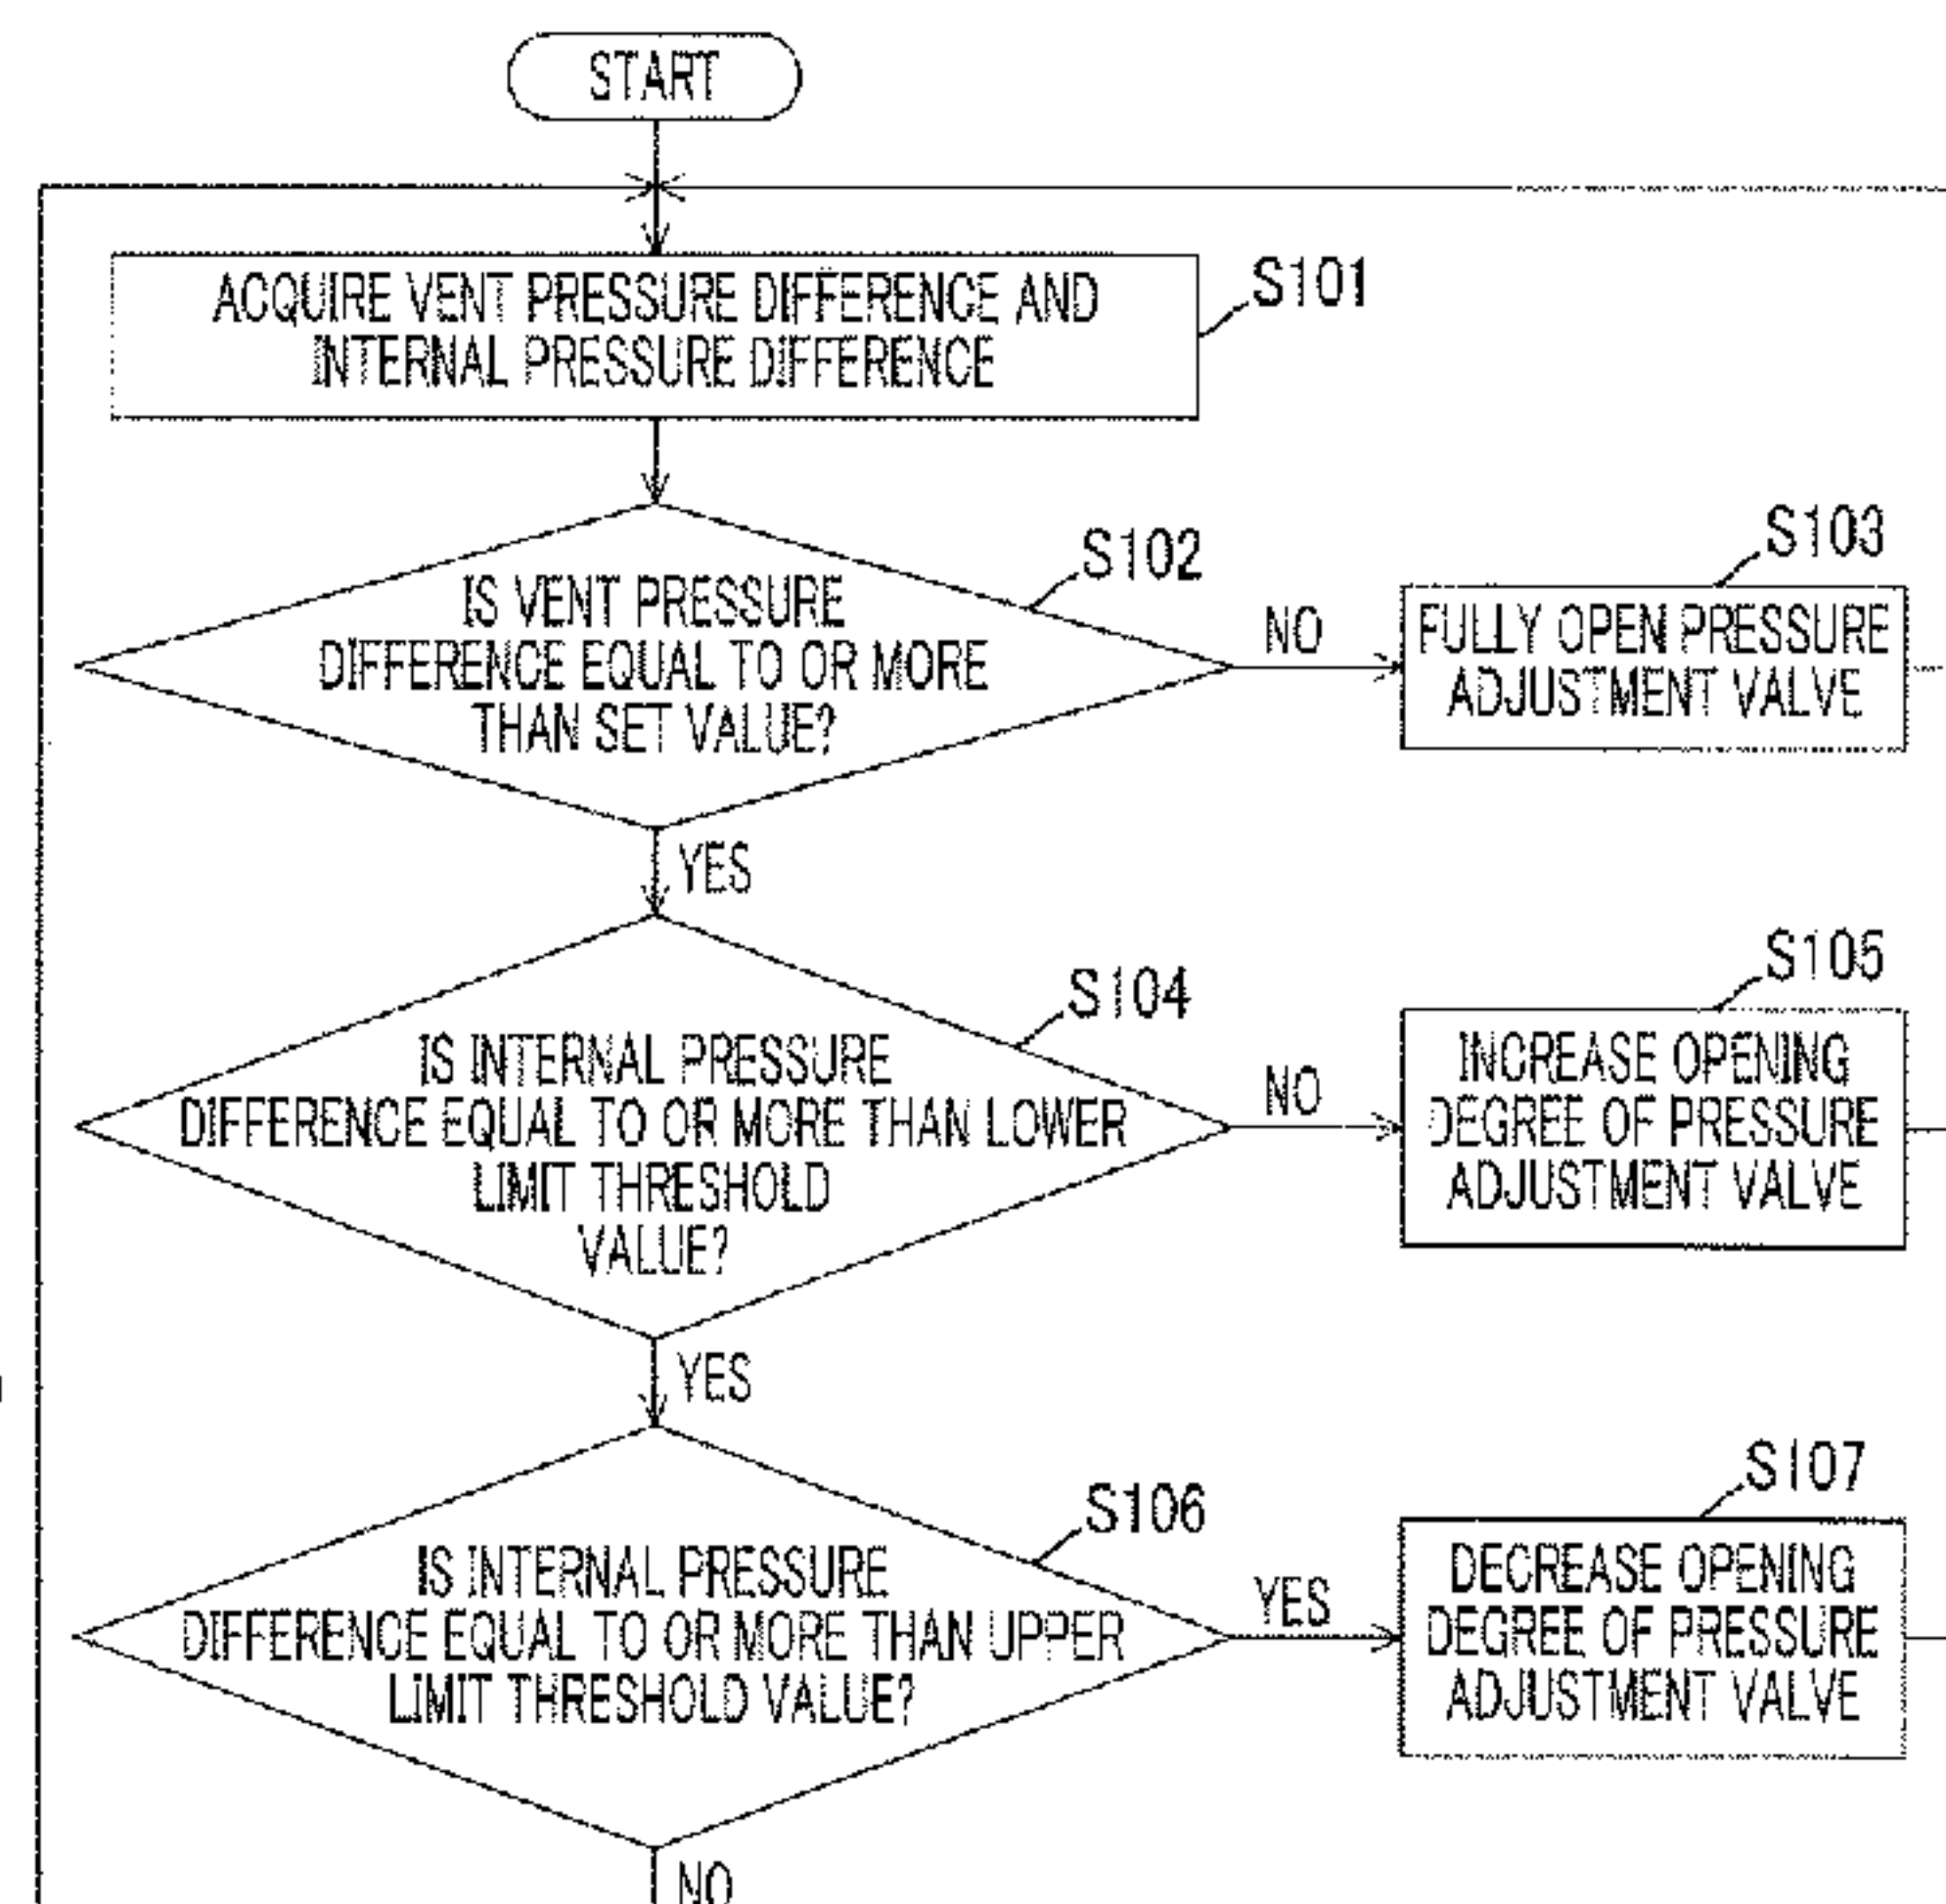 START
ACQUIRE VENT PRESSURE DIFFERENCE AND
INTERNAL PRESSURE DIFFERENCE
S101
IS VENT PRESSURE
DIFFERENCE EQUAL TO OR MORE
THAN SET VALUE?
S102
NO
FULLY OPEN PRESSURE
ADJUSTMENT VALVE
S103
YES
IS INTERNAL PRESSURE
DIFFERENCE EQUAL TO OR MORE THAN LOWER
LIMIT THRESHOLD
VALUE?
S104
NO
INCREASE OPENING
DEGREE OF PRESSURE
ADJUSTMENT VALVE
S105
YES
IS INTERNAL PRESSURE
DIFFERENCE EQUAL TO OR MORE THAN UPPER
LIMIT THRESHOLD VALUE?
S106
YES
DECREASE OPENING
DEGREE OF PRESSURE
ADJUSTMENT VALVE
S107
NO